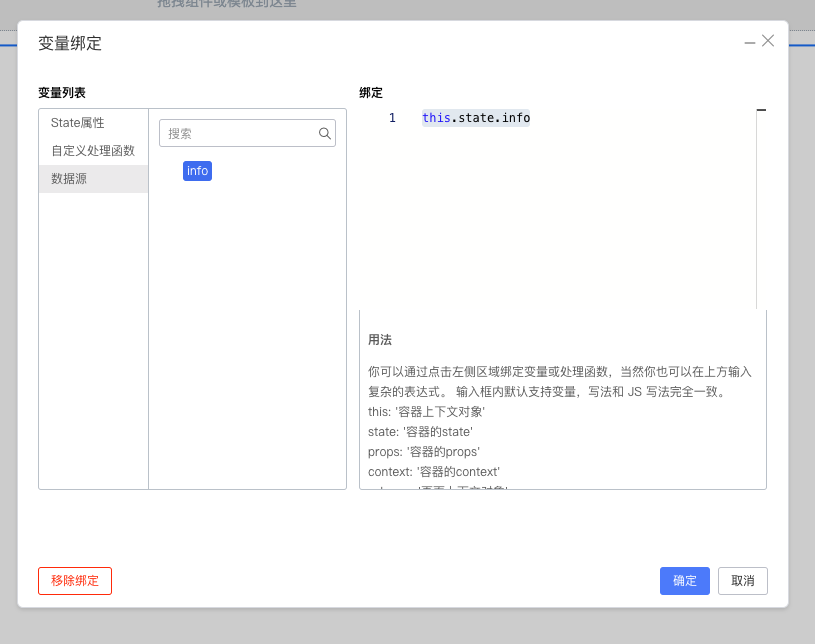 拖拽组件或模板到这里
变量绑定
变量列表
State属性
自定义处理函数
数据源
搜索
info
绑定
1 this.state.info
用法
你可以通过点击左侧区域绑定变量或处理函数，当然你也可以在上方输入
复杂的表达式。 输入框内默认支持变量，写法和 JS 写法完全一致。
this: '容器上下文对象'
state: '容器的state'
props: '容器的props'
context: '容器的context'
移除绑定
确定
取消